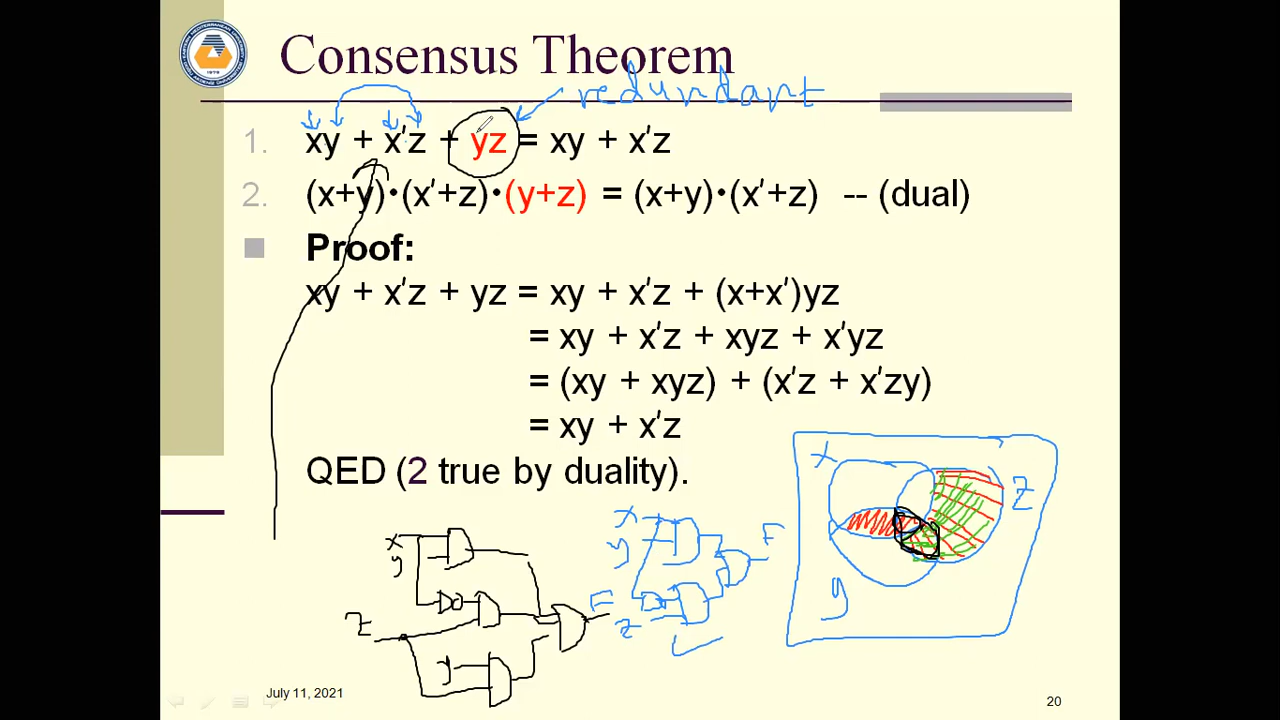 Consensus Theorem
redundant
1. xy + x'z + yz = xy + x'z
2. (x+y)•(x'+z)•(y+z) = (x+y)•(x'+z) -- (dual)
Proof:
xy + x'z + yz = xy + x'z + (x+x')yz
= xy + x'z + xyz + x'yz
= (xy + xyz) + (x'z + x'zy)
= xy + x'z
QED (2 true by duality).
x
y
z
F
y
x
y
z
F
x
z
y
July 11, 2021
20